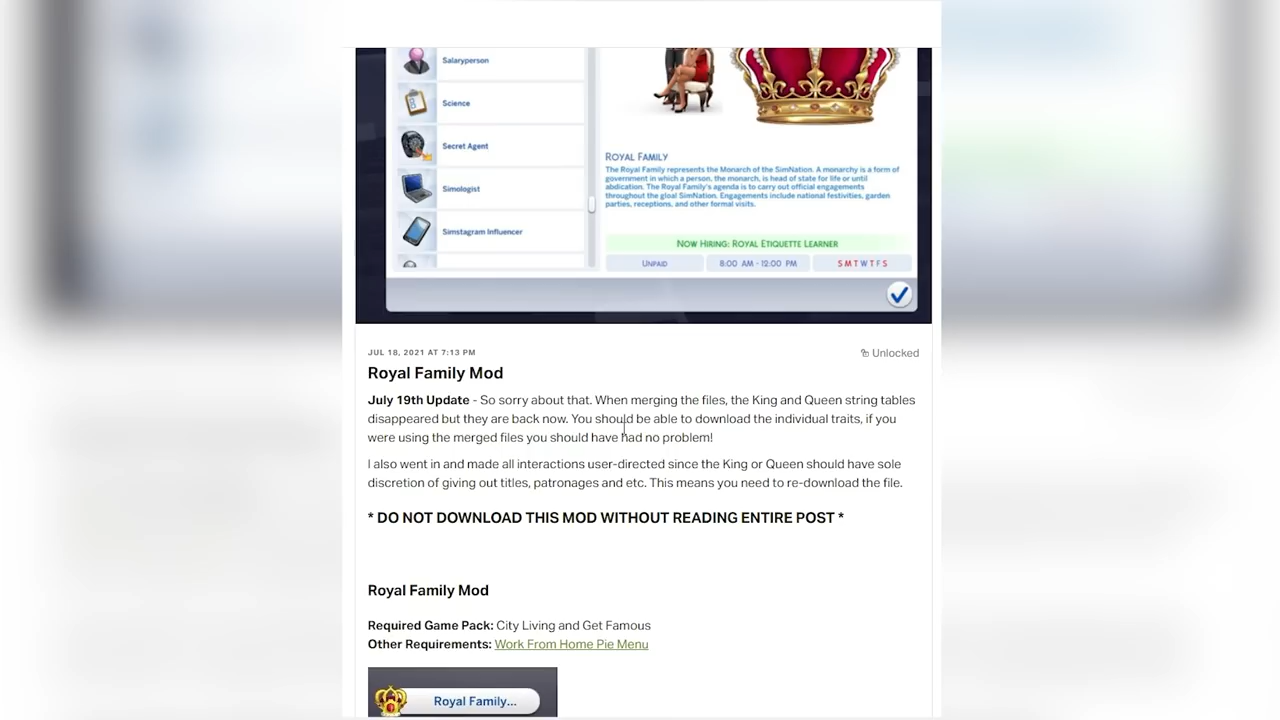 Salaryperson
Science
Secret Agent
Simologist
Simstagram Influencer
ROYAL FAMILY
The Royal Family represents the Monarch of the SimNation. A monarchy is a form of
government in which a person, the monarch, is head of state for life or until
abdication. The Royal Family's agenda is to carry out official engagements
throughout the gloal SimNation. Engagements include national festivities, garden
parties, receptions, and other formal visits.
NOW HIRING: ROYAL ETIQUETTE LEARNER
UNPAID 8:00 AM - 12:00 PM S M T W T F S
JUL 18, 2021 AT 7:13 PM Unlocked
Royal Family Mod
July 19th Update - So sorry about that. When merging the files, the King and Queen string tables
disappeared but they are back now. You should be able to download the individual traits, if you
were using the merged files you should have had no problem!
I also went in and made all interactions user-directed since the King or Queen should have sole
discretion of giving out titles, patronages and etc. This means you need to re-download the file.
* DO NOT DOWNLOAD THIS MOD WITHOUT READING ENTIRE POST *
Royal Family Mod
Required Game Pack: City Living and Get Famous
Other Requirements: Work From Home Pie Menu
Royal Family...